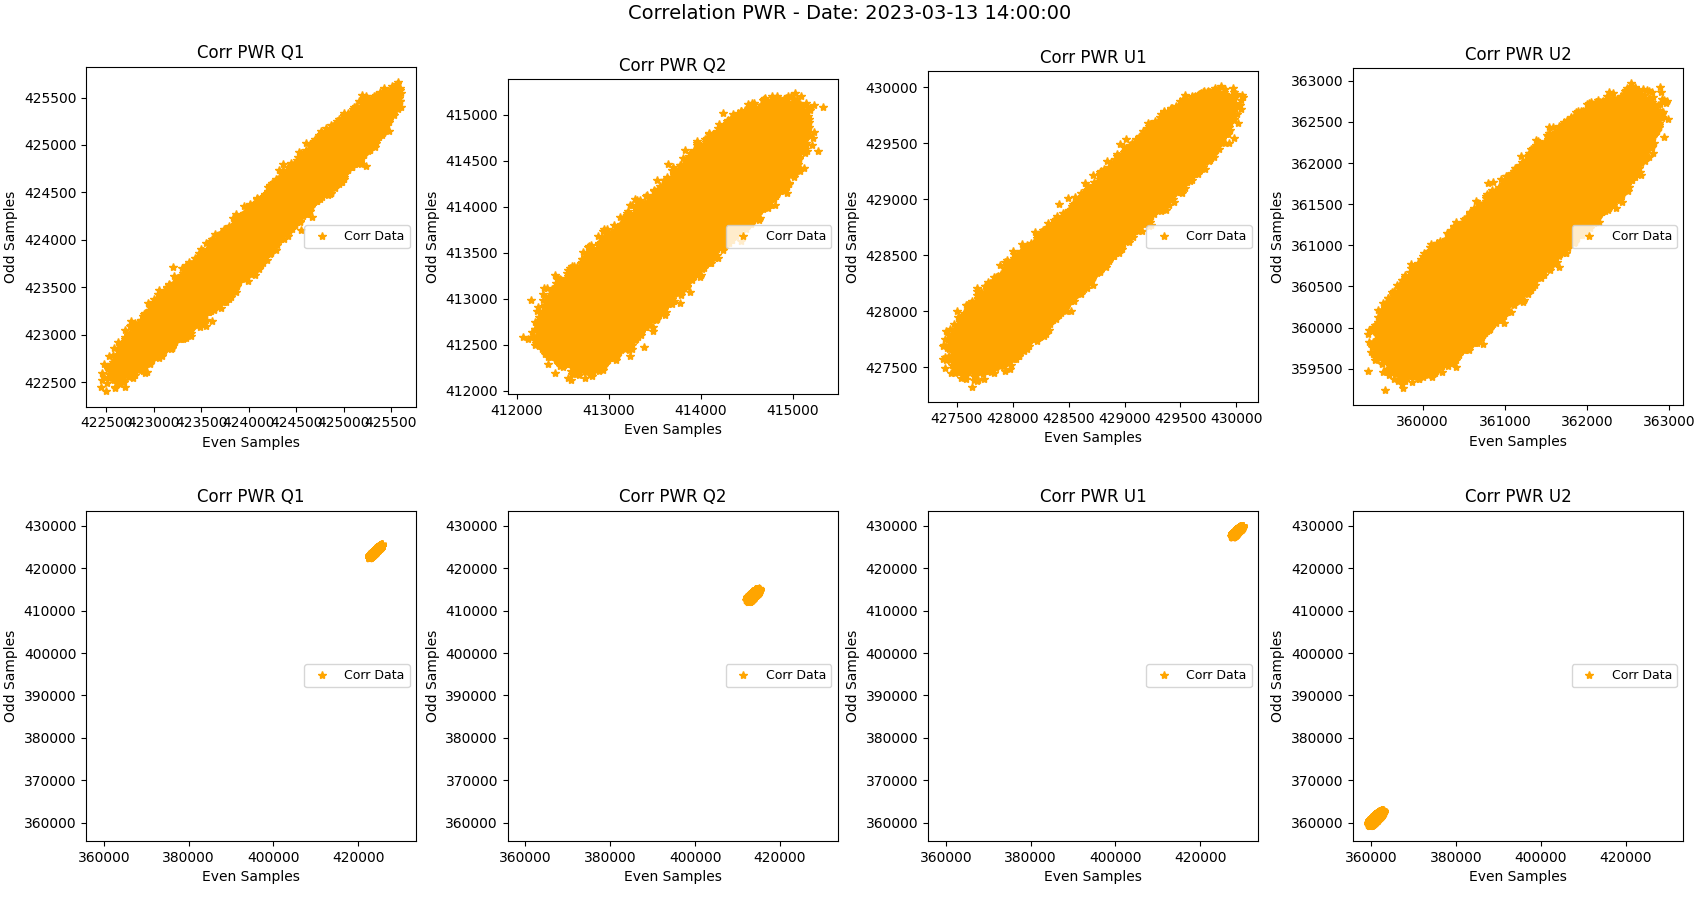 Correlation PWR - Date: 2023-03-13 14:00:00
Corr PWR Q1
425500
425000
424500
424000
423500
423000
422500
Odd Samples
Corr Data
422500 423000 423500 424000 424500 425000 425500
Even Samples
Corr PWR Q2
415000
414500
414000
413500
413000
412500
412000
Odd Samples
Corr Data
412000 413000 414000 415000
Even Samples
Corr PWR U1
430000
429500
429000
428500
428000
427500
Odd Samples
Corr Data
427500 428000 428500 429000 429500 430000
Even Samples
Corr PWR U2
363000
362500
362000
361500
361000
360500
360000
359500
Odd Samples
Corr Data
360000 361000 362000 363000
Even Samples
Corr PWR Q1
430000
420000
410000
400000
390000
380000
370000
360000
Odd Samples
Corr Data
360000 380000 400000 420000
Even Samples
Corr PWR Q2
430000
420000
410000
400000
390000
380000
370000
360000
Odd Samples
Corr Data
360000 380000 400000 420000
Even Samples
Corr PWR U1
430000
420000
410000
400000
390000
380000
370000
360000
Odd Samples
Corr Data
360000 380000 400000 420000
Even Samples
Corr PWR U2
430000
420000
410000
400000
390000
380000
370000
360000
Odd Samples
Corr Data
360000 380000 400000 420000
Even Samples